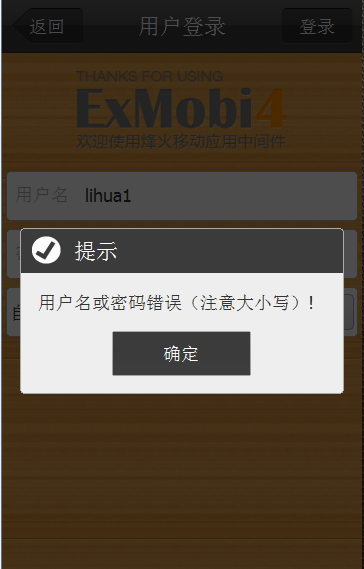 返回
用户登录
登录
THANKS FOR USING
ExMobi4
欢迎使用烽火移动应用中间件
用户名
lihua1
提示
用户名或密码错误（注意大小写）!
确定